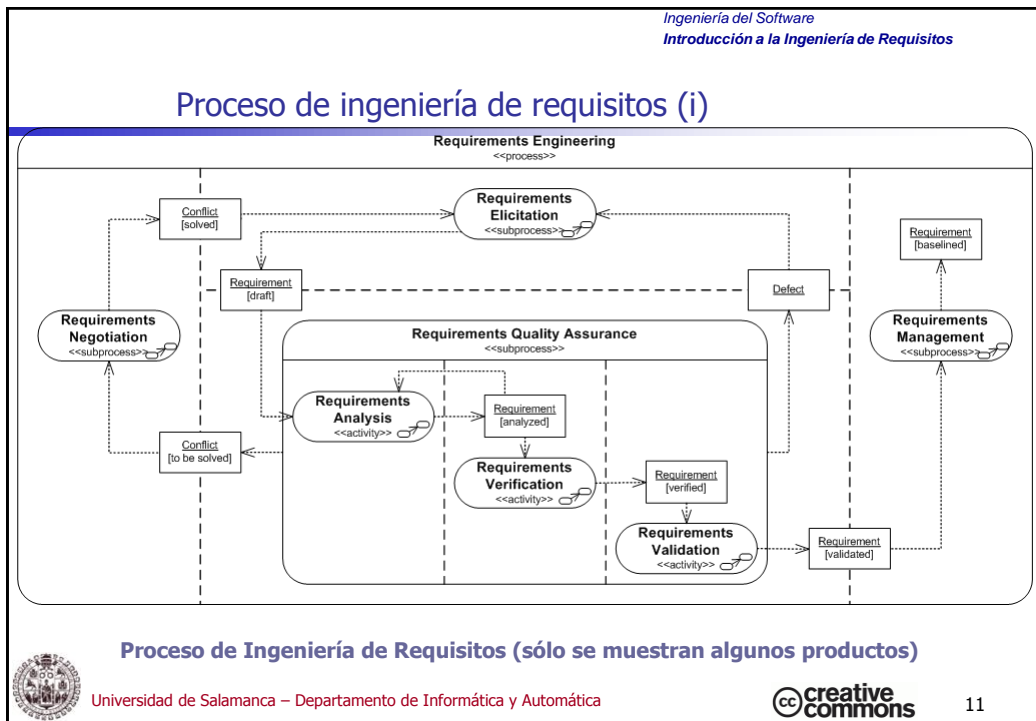 Ingeniería del Software
Introducción a la Ingeniería de Requisitos
Proceso de ingeniería de requisitos (i)
Requirements Engineering
<<process>>
Conflict
[solved]
Requirements
Elicitation
<<subprocess>>
Requirement
[baselined]
Requirement
[draft]
Defect
Requirements
Negotiation
<<subprocess>>
Requirements Quality Assurance
<<subprocess>>
Requirements
Management
<<subprocess>>
Requirements
Analysis
<<activity>>
Requirement
[analyzed]
Conflict
[to be solved]
Requirements
Verification
<<activity>>
Requirement
[verified]
Requirements
Validation
<<activity>>
Requirement
[validated]
Proceso de Ingeniería de Requisitos (sólo se muestran algunos productos)
Universidad de Salamanca – Departamento de Informática y Automática
cc creative commons
11